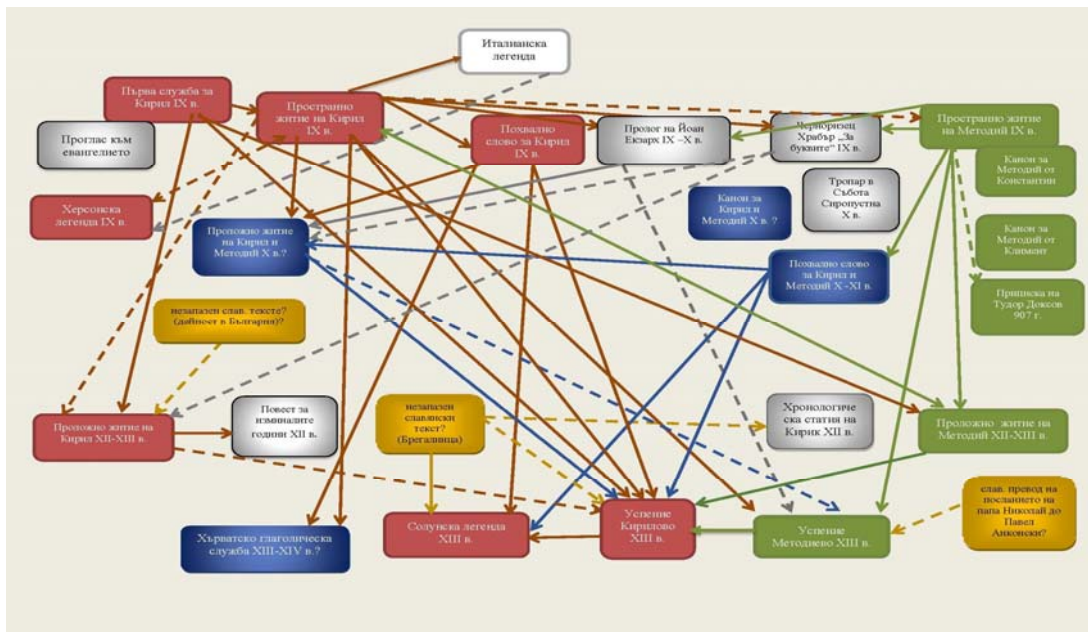 Италианска
легенда
Първа служба за
Кирил IX в.
Пространно
житие на Кирил
IX в.
Похвално
слово за Кирил
IX в.
Пролог на Йоан
Екзарх IX –X в.
Черноризец
Храбър „За
буквите“ IX в.
Пространно житие
на Методий IX в.
Проглас към
евангелието
Канон за
Методий от
Константин
Тропар в
Събота
Сиропустна
X в.
Канон за
Кирил и
Методий X в. ?
Херсонска
легенда IX в.
Проложно житие
на Кирил и
Методий X в.?
Канон за
Методий от
Климент
Похвално слово
за Кирил и
Методий X -XI в.
Приписка на
Тудор Доксов
907 г.
незапазен слав. тексте?
(дайност в България)?
Проложно житие на
Кирил XII-XIII в.
Повест за
изминалите
години XII в.
незапазен
славянски
текст?
(Брегалница)
Хронологиче
ска статия на
Кирик XII в.
Проложно житие на
Методий XII-XIII в.
слав. превод на
посланието на
папа Николай до
Павел
Анконски?
Хърватско глаголическа
служба XIII-XIV в.?
Солунска легенда
XIII в.
Успение
Кирилово
XIII в.
Успение
Методиево XIII в.